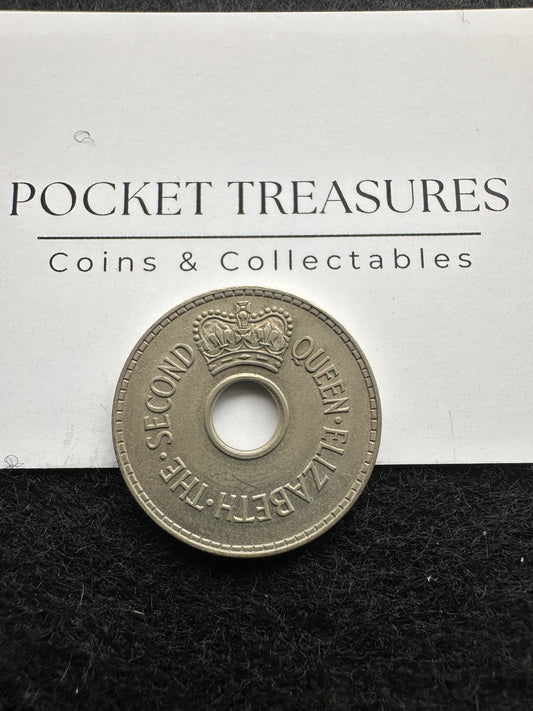 POCKET TREASURES
Coins & Collectables
QUEEN·ELIZABETH·THE·SECOND